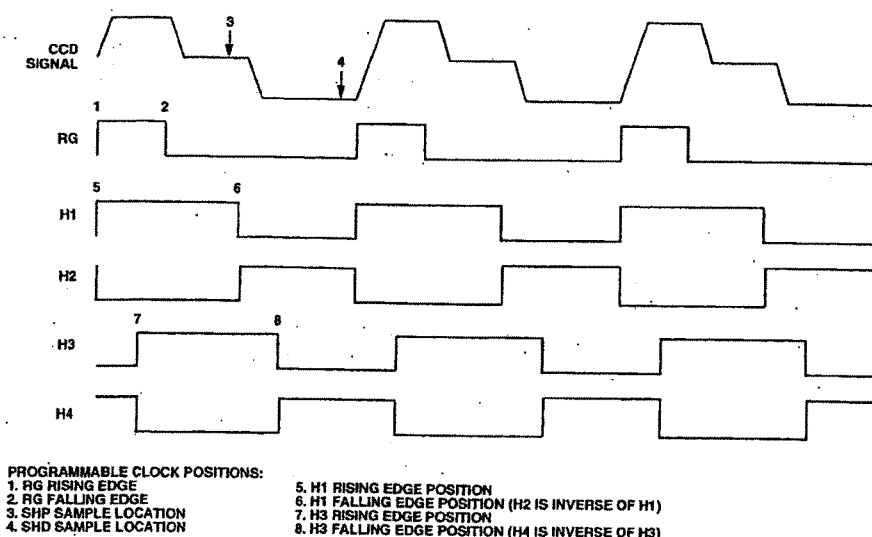 3
CCD
SIGNAL
4
1
2
RG
5
6
H1
H2
7
8
H3
H4
PROGRAMMABLE CLOCK POSITIONS:
1. RG RISING EDGE
2. RG FALLING EDGE
3. SHP SAMPLE LOCATION
4. SHD SAMPLE LOCATION
5. H1 RISING EDGE POSITION
6. H1 FALLING EDGE POSITION (H2 IS INVERSE OF H1)
7. H3 RISING EDGE POSITION
8. H3 FALLING EDGE POSITION (H4 IS INVERSE OF H3)